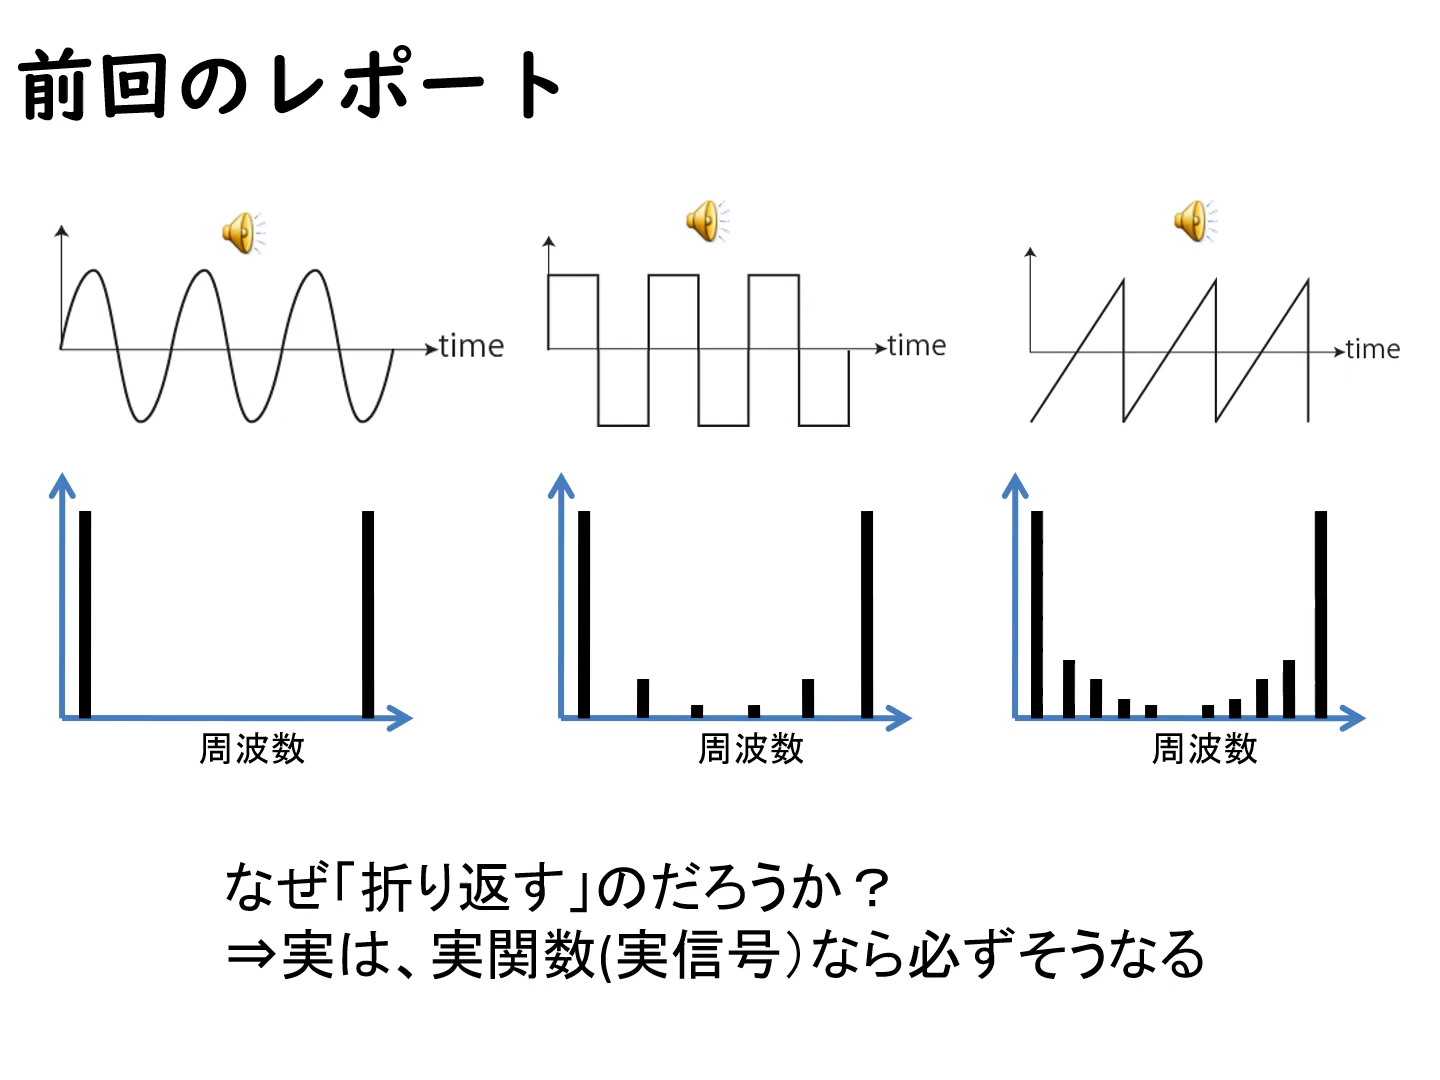 前回のレポート
time
time
time
周波数
周波数
周波数
なぜ「折り返す」のだろうか？
⇒実は、実関数(実信号）なら必ずそうなる